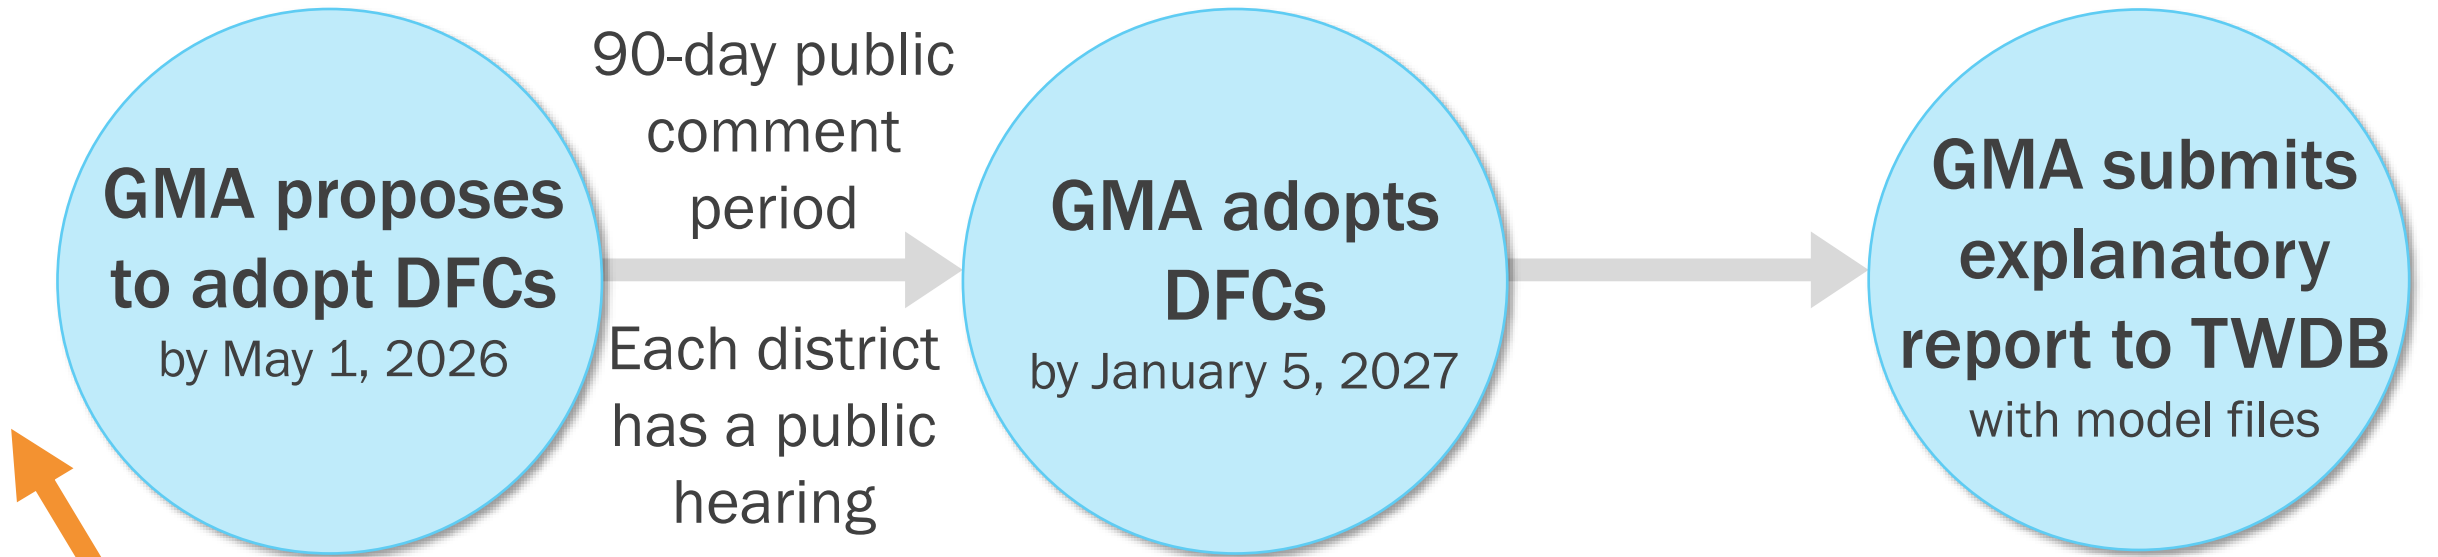 GMA proposes
to adopt DFCs
by May 1, 2026
90-day public
comment
period
Each district
has a public
hearing
GMA adopts
DFCs
by January 5, 2027
GMA submits
explanatory
report to TWDB
with model files